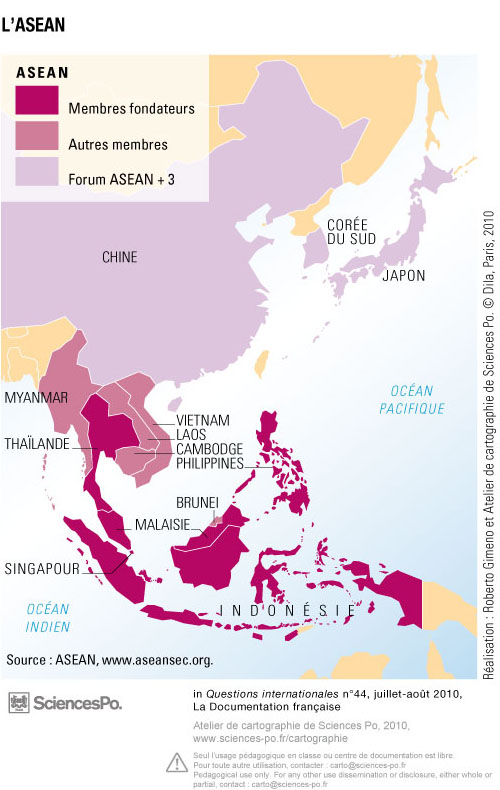 L'ASEAN
ASEAN
Membres fondateurs
Autres membres
Forum ASEAN + 3
CHINE
CORÉE
DU SUD
JAPON
MYANMAR
OCÉAN
PACIFIQUE
VIETNAM
LAOS
THAÏLANDE
CAMBODGE
PHILIPPINES
BRUNEI
MALAISIE
SINGAPOUR
INDONÉSIE
OCÉAN
INDIEN
Source : ASEAN, www.aseansec.org.
Réalisation : Roberto Gimeno et Atelier de cartographie de Sciences Po. © Dila, Paris, 2010
SciencesPo.
in Questions internationales n°44, juillet-août 2010,
La Documentation française
Atelier de cartographie de Sciences Po, 2010,
www.sciences-po.fr/cartographie
Seul l'usage pédagogique en classe ou centre de documentation est libre.
Pour toute autre utilisation, contacter : carto@sciences-po.fr
Pedagogical use only. For any other use dissemination or disclosure, either whole or
partial, contact : carto@sciences-po.fr